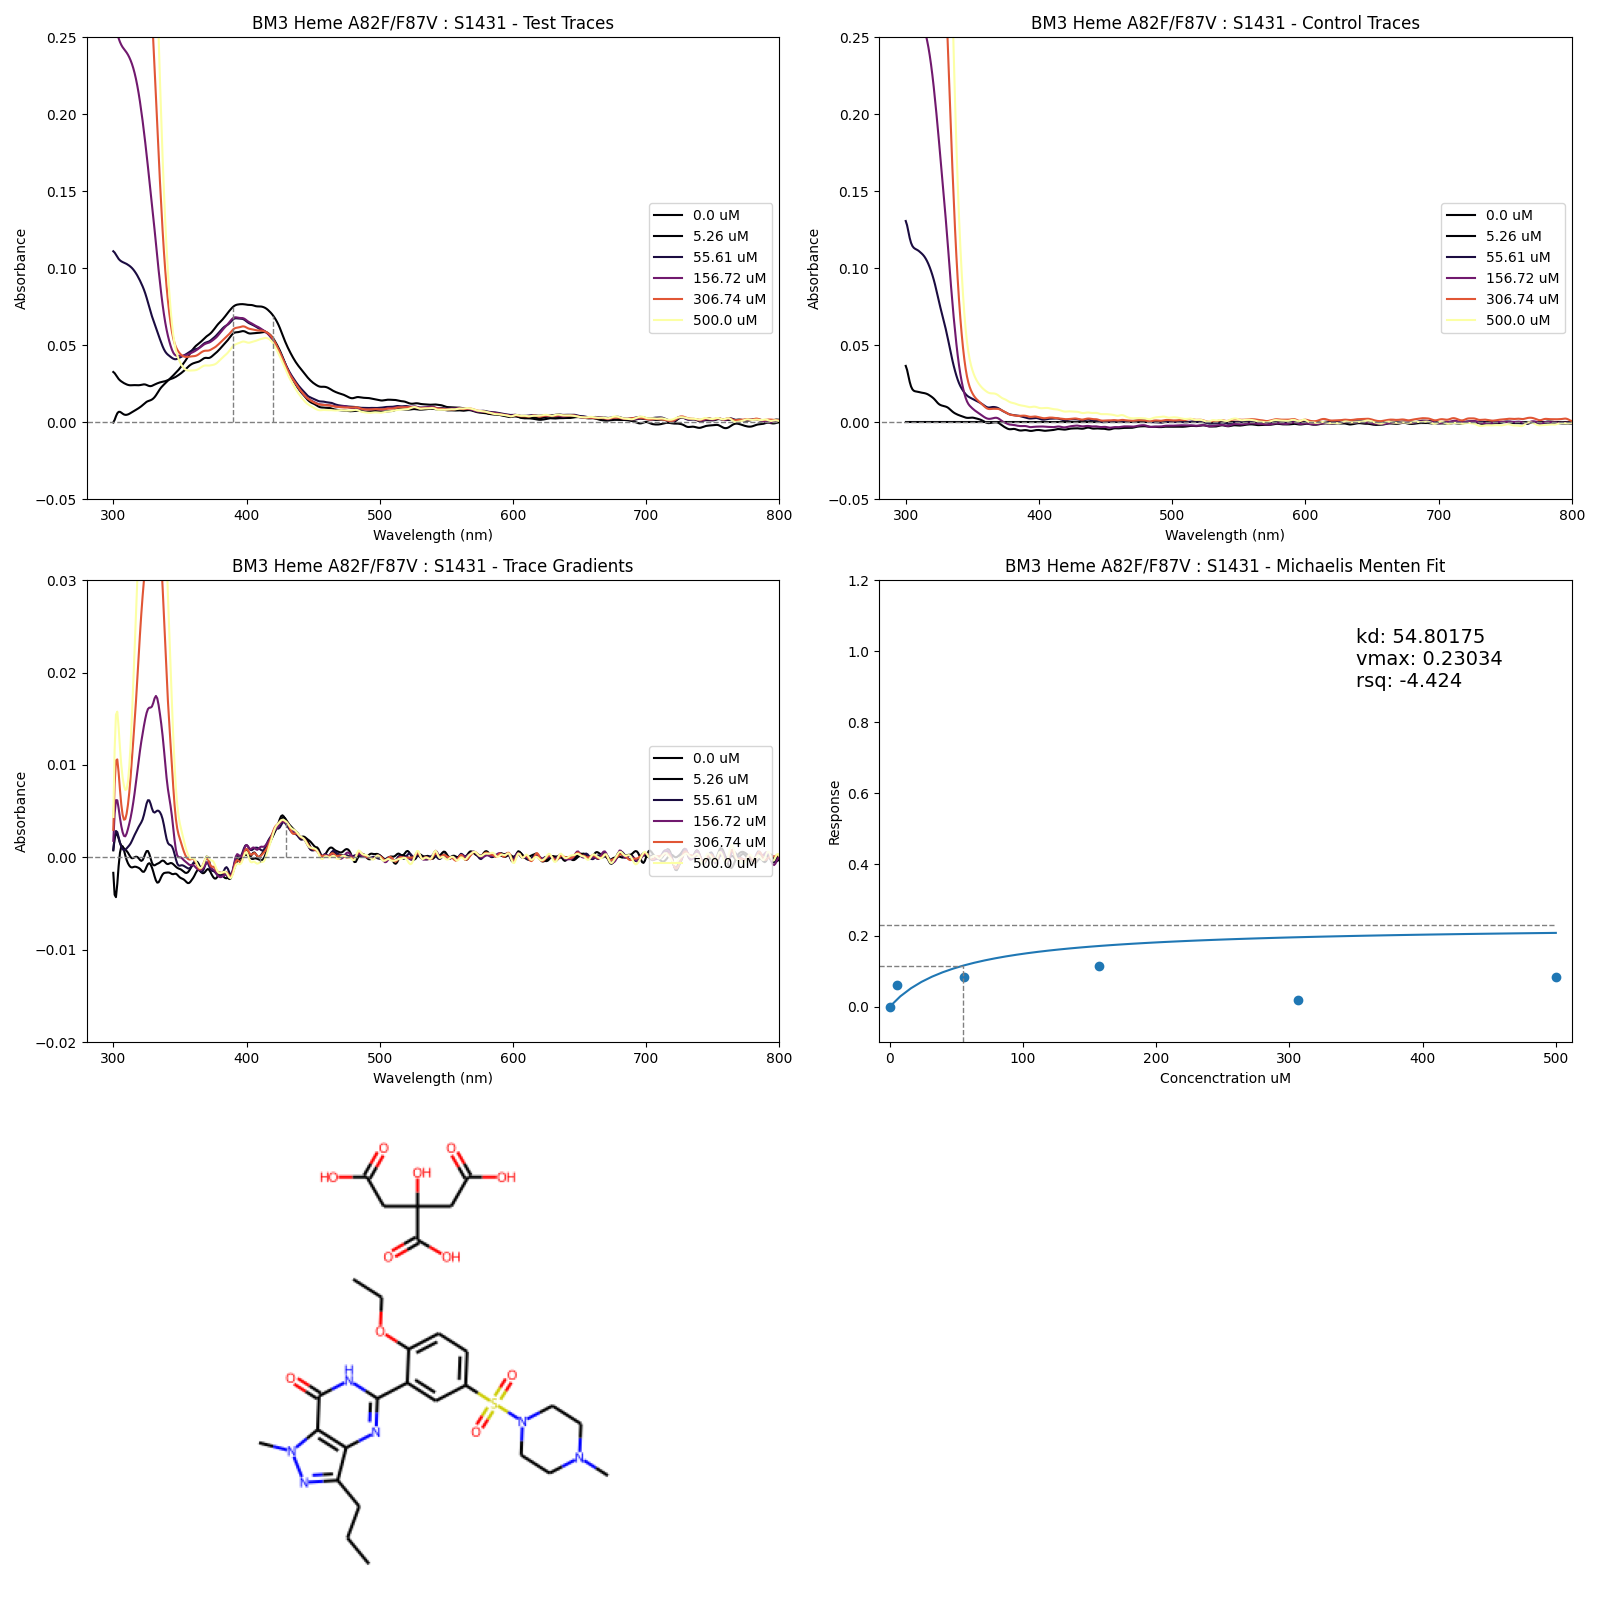 BM3 Heme A82F/F87V : S1431 - Test Traces
Absorbance
0.25
0.20
0.15
0.10
0.05
0.00
−0.05
300
400
500
600
700
800
Wavelength (nm)
0.0 uM
5.26 uM
55.61 uM
156.72 uM
306.74 uM
500.0 uM
BM3 Heme A82F/F87V : S1431 - Control Traces
Absorbance
0.25
0.20
0.15
0.10
0.05
0.00
−0.05
300
400
500
600
700
800
Wavelength (nm)
0.0 uM
5.26 uM
55.61 uM
156.72 uM
306.74 uM
500.0 uM
BM3 Heme A82F/F87V : S1431 - Trace Gradients
Absorbance
0.03
0.02
0.01
0.00
−0.01
−0.02
300
400
500
600
700
800
Wavelength (nm)
0.0 uM
5.26 uM
55.61 uM
156.72 uM
306.74 uM
500.0 uM
BM3 Heme A82F/F87V : S1431 - Michaelis Menten Fit
Response
1.2
1.0
0.8
0.6
0.4
0.2
0.0
kd: 54.80175
vmax: 0.23034
rsq: -4.424
0
100
200
300
400
500
Concenctration uM
O
O
HO
OH
OH
O
OH
O
O
H
N
O
S
O
N
N
N
N
N